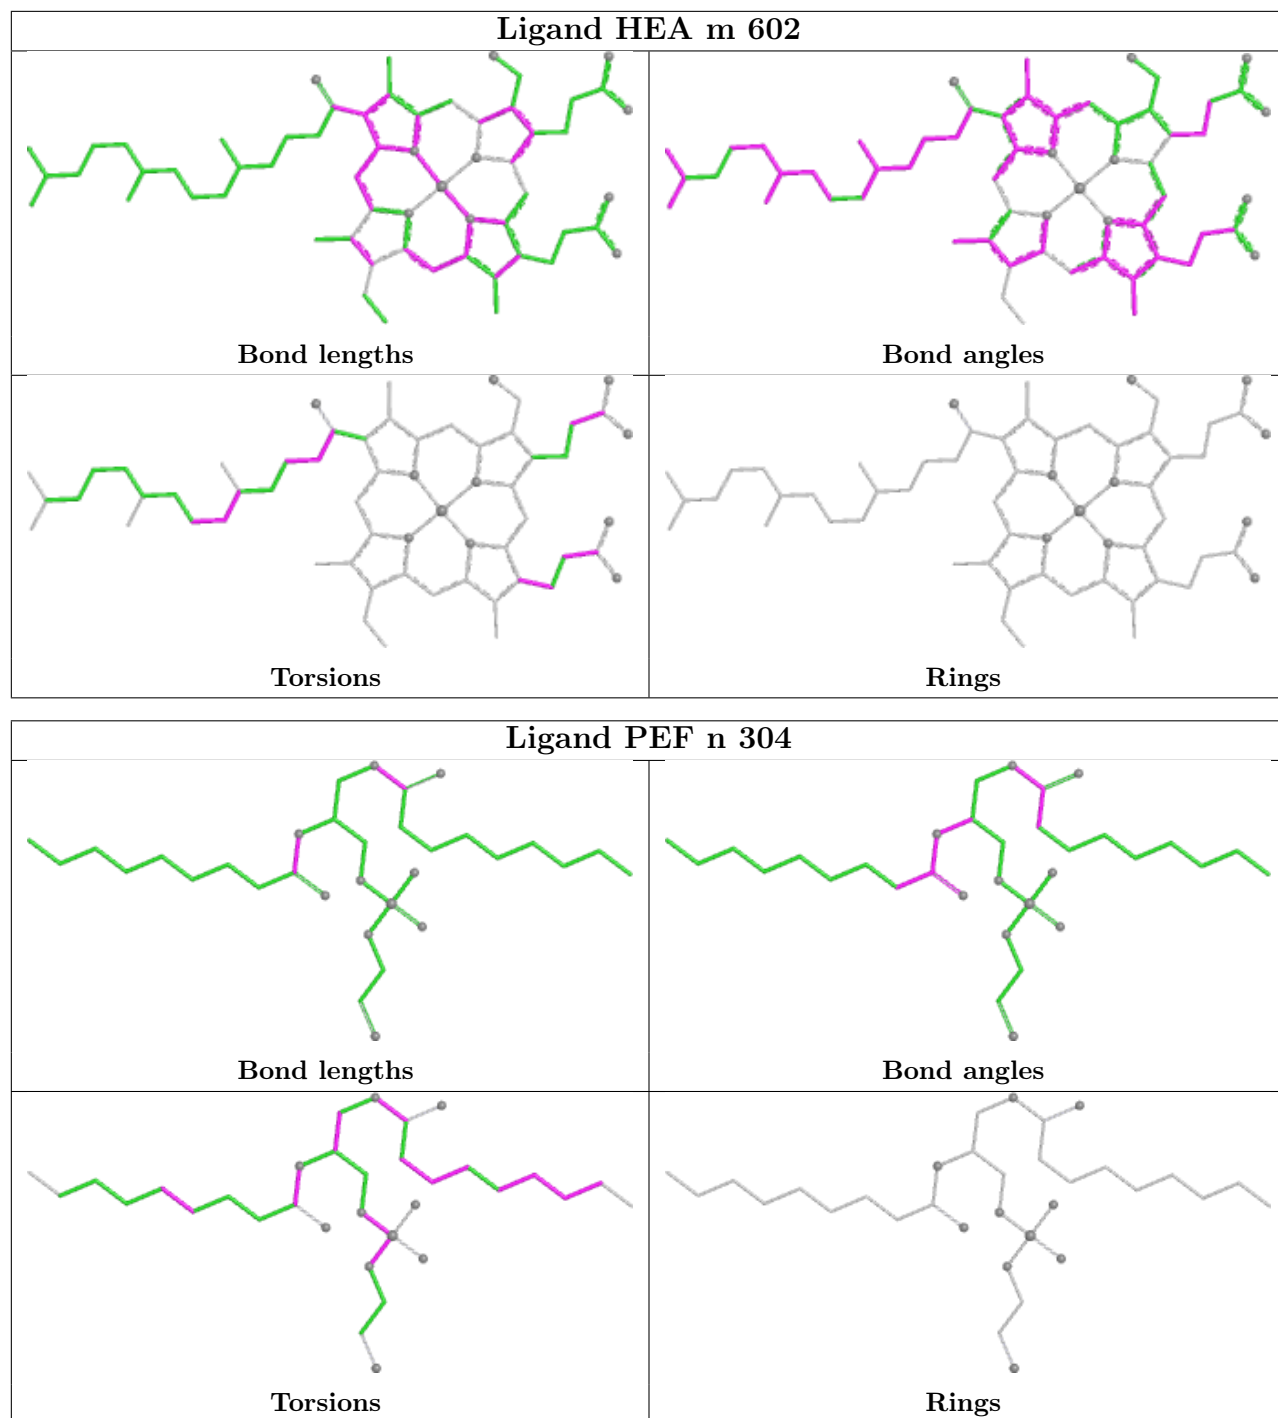 Ligand HEA m 602
Bond lengths
Bond angles
Torsions
Rings
Ligand PEF n 304
Bond lengths
Bond angles
Torsions
Rings